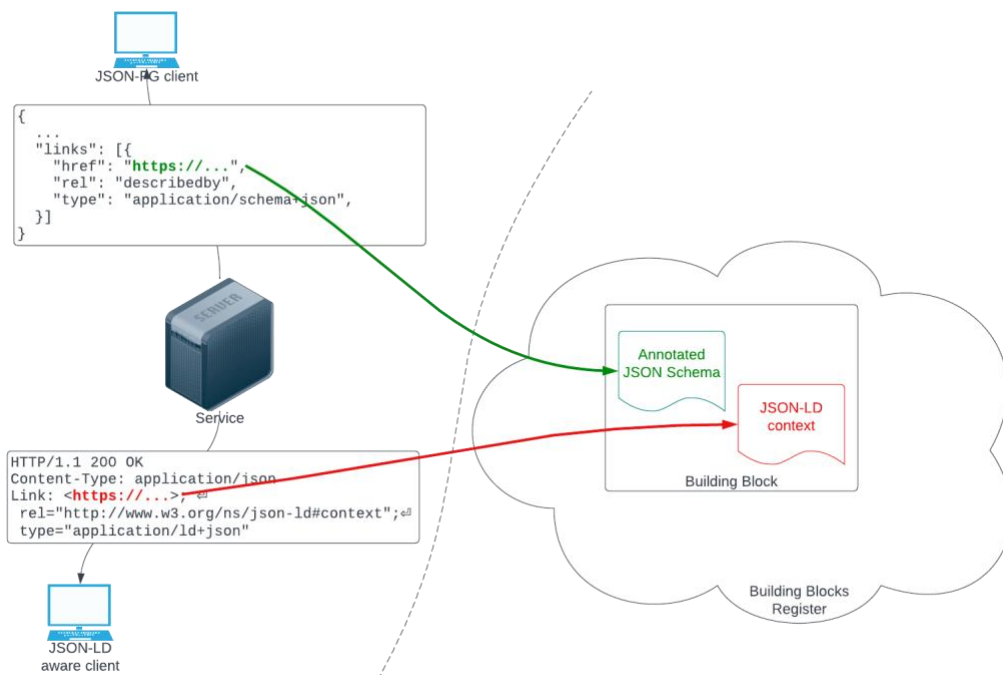 JSON-FG client
{
  ...
  "links": [{
    "href": "https://...",
    "rel": "describedby",
    "type": "application/schema+json",
  }]
}
SERVER
Service
HTTP/1.1 200 OK
Content-Type: application/json
Link: <https://...>; ⏎
 rel="http://www.w3.org/ns/json-ld#context";⏎
 type="application/ld+json"
JSON-LD
aware client
Annotated
JSON Schema
JSON-LD
context
Building Block
Building Blocks
Register